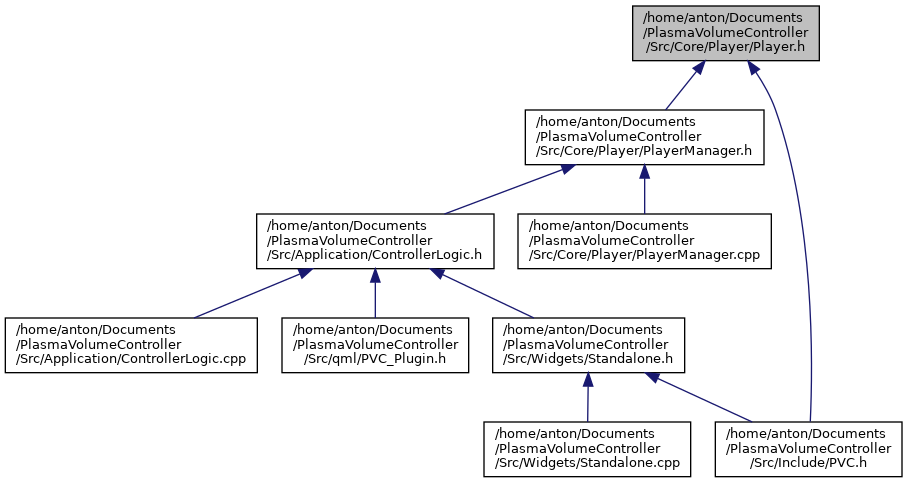 /home/anton/Documents
/PlasmaVolumeController
/Src/Core/Player/Player.h
/home/anton/Documents
/PlasmaVolumeController
/Src/Core/Player/PlayerManager.h
/home/anton/Documents
/PlasmaVolumeController
/Src/Application/ControllerLogic.h
/home/anton/Documents
/PlasmaVolumeController
/Src/Core/Player/PlayerManager.cpp
/home/anton/Documents
/PlasmaVolumeController
/Src/Application/ControllerLogic.cpp
/home/anton/Documents
/PlasmaVolumeController
/Src/qml/PVC_Plugin.h
/home/anton/Documents
/PlasmaVolumeController
/Src/Widgets/Standalone.h
/home/anton/Documents
/PlasmaVolumeController
/Src/Widgets/Standalone.cpp
/home/anton/Documents
/PlasmaVolumeController
/Src/Include/PVC.h